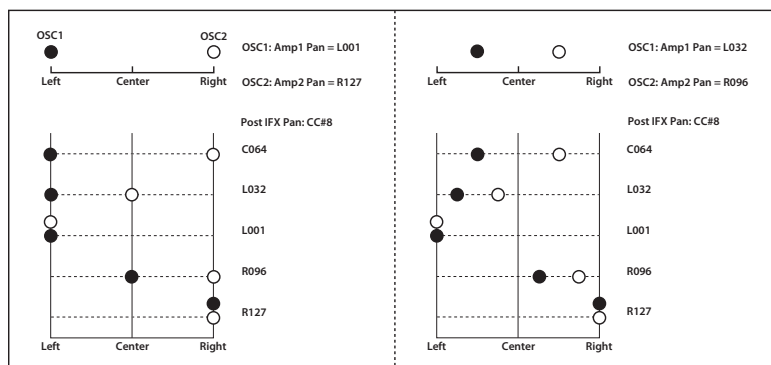 OSC1 OSC2
OSC1: Amp1 Pan = L001
Left Center Right
OSC2: Amp2 Pan = R127
Post IFX Pan: CC#8
C064
L032
L001
R096
R127
Left Center Right
OSC1: Amp1 Pan = L032
Left Center Right
OSC2: Amp2 Pan = R096
Post IFX Pan: CC#8
C064
L032
L001
R096
R127
Left Center Right